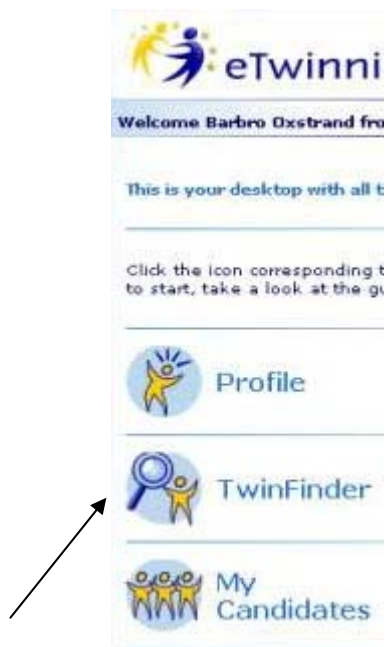 eTwinni
Welcome Barbro Oxstrand fro
This is your desktop with all t
Click the icon corresponding t
to start, take a look at the gu
Profile
TwinFinder
My
Candidates